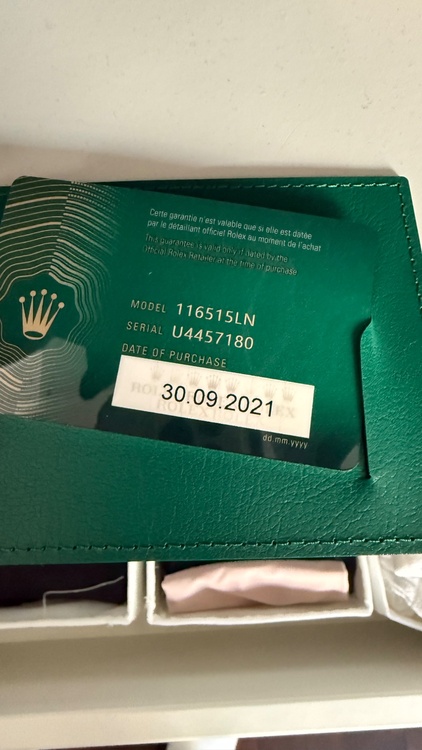 Cette garantie n'est valable que si elle est datée
par le détaillant officiel Rolex au moment de l'achat
This guarantee is valid only if dated by the
Official Rolex Retailer at the time of purchase
MODEL 116515LN
SERIAL U4457180
DATE OF PURCHASE
30.09.2021
dd.mm.yyyy